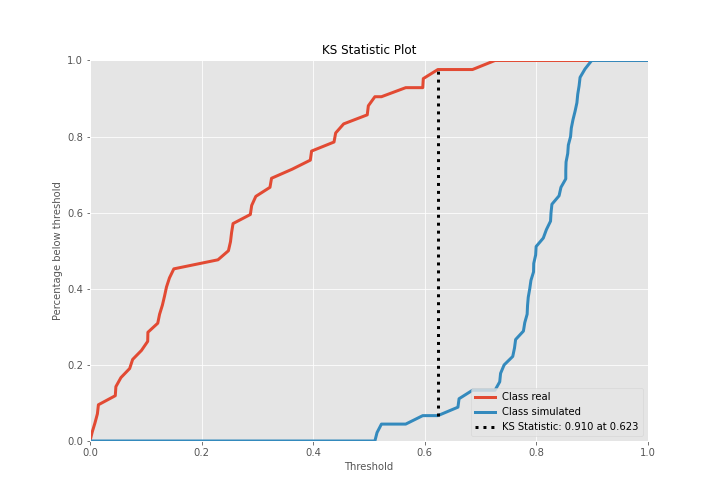 KS Statistic Plot
1.0
0.8
0.6
0.4
0.2
0.0
Percentage below threshold
0.0 0.2 0.4 0.6 0.8 1.0
Threshold
Class real
Class simulated
KS Statistic: 0.910 at 0.623